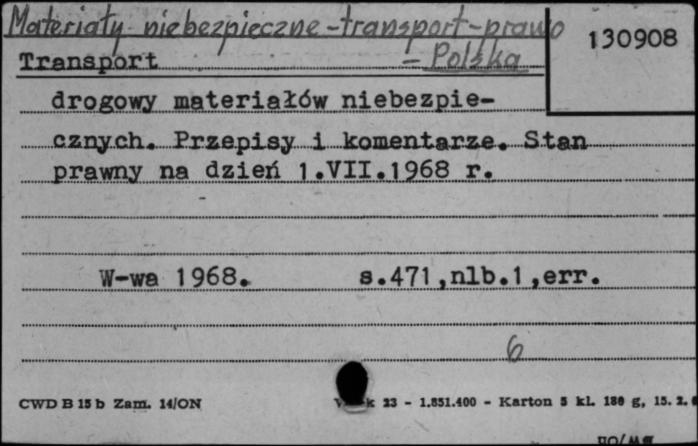 Materiały niebezpieczne - transport - prawo
- Polska
130908
Transport
drogowy materiałów niebezpie-
cznych. Przepisy i komentarze. Stan
prawny na dzień 1.VII.1968 r.
W-wa 1968. s.471,nlb.1,err.
6
CWD B 15 b Zam. 14/ON
23 - 1.851.400 - Karton 5 kl. 180 g, 15. 2.